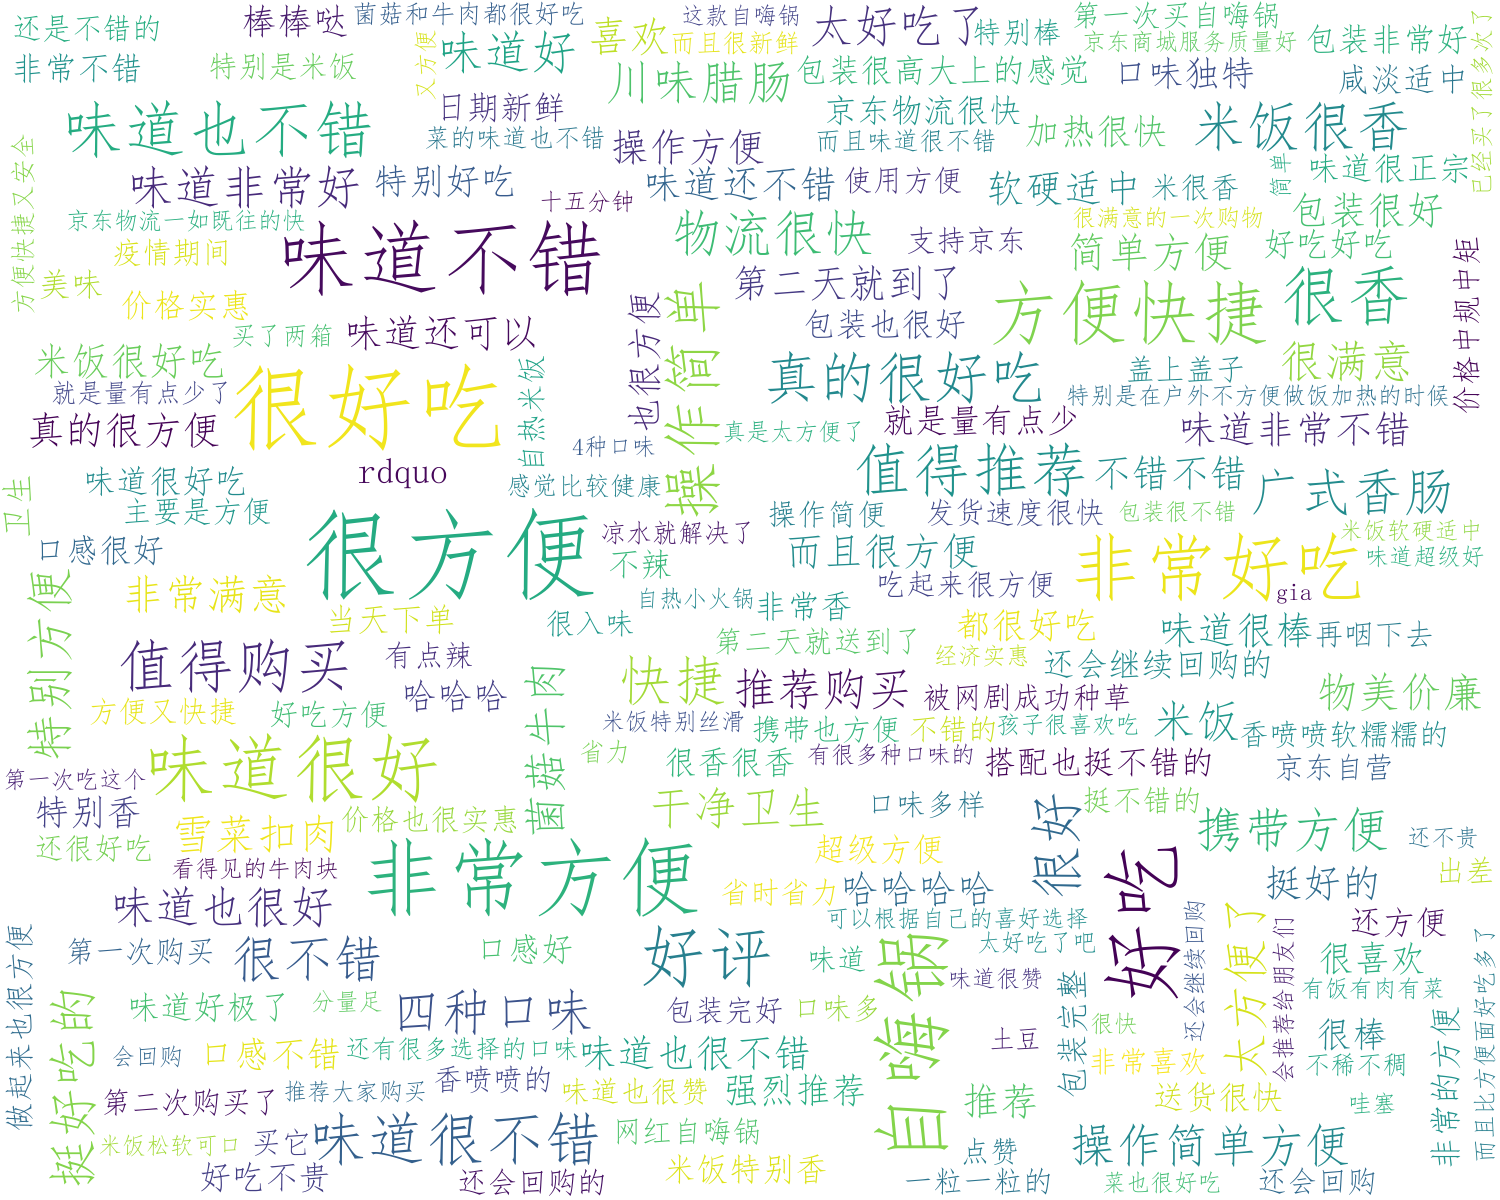 还是不错的
棒棒哒
菌菇和牛肉都很好吃
又方便
味道好
喜欢
这款自嗨锅
而且很新鲜
太好吃了
特别棒
第一次买自嗨锅
京东商城服务质量好
包装非常好
已经买了很多次了
非常不错
特别是米饭
日期新鲜
川味腊肠
包装很高大上的感觉
口味独特
咸淡适中
味道也不错
菜的味道也不错
操作方便
京东物流很快
而且味道很不错
加热很快
米饭很香
方便快捷又安全
味道非常好
特别好吃
十五分钟
味道还不错
使用方便
软硬适中
米很香
简单
味道很正宗
京东物流一如既往的快
味道不错
物流很快
支持京东
很满意的一次购物
包装很好
疫情期间
简单方便
好吃好吃
价格中规中矩
美味
价格实惠
第二天就到了
方便快捷
很香
买了两箱
味道还可以
也很方便
操作简单
包装也很好
米饭很好吃
很好吃
自热米饭
真的很好吃
盖上盖子
很满意
就是量有点少了
特别是在户外不方便做饭加热的时候
真的很方便
4种口味
真是太方便了
就是量有点少
味道非常不错
rdquo
感觉比较健康
值得推荐
不错不错
广式香肠
卫生
味道很好吃
主要是方便
很方便
凉水就解决了
操作简便
发货速度很快
包装很不错
米饭软硬适中
口感很好
不辣
而且很方便
非常好吃
味道超级好
特别方便
非常满意
自热小火锅
非常香
吃起来很方便
gia
当天下单
很入味
第二天就送到了
都很好吃
味道很棒
再咽下去
值得购买
有点辣
菌菇牛肉
快捷
经济实惠
还会继续回购的
哈哈哈
推荐购买
被网剧成功种草
物美价廉
方便又快捷
好吃方便
米饭特别丝滑
携带也方便
不错的
孩子很喜欢吃
米饭
香喷喷软糯糯的
味道很好
省力
很香很香
有很多种口味的
搭配也挺不错的
京东自营
第一次吃这个
特别香
价格也很实惠
干净卫生
口味多样
很好
挺不错的
携带方便
还很好吃
雪菜扣肉
看得见的牛肉块
非常方便
超级方便
好吃
还不贵
出差
味道也很好
省时省力
哈哈哈哈
挺好的
可以根据自己的喜好选择
太方便了
还方便
做起来也很方便
第一次购买
很不错
口感好
好评
味道
自嗨锅
太好吃了吧
还会继续回购
会推荐给朋友们
很喜欢
而且比方便面好吃多了
挺好吃的
味道好极了
分量足
四种口味
包装完好
口味多
味道很赞
包装完整
有饭有肉有菜
非常的方便
会回购
口感不错
还有很多选择的口味
味道也很不错
土豆
很快
很棒
非常喜欢
不稀不稠
第二次购买了
推荐大家购买
香喷喷的
味道也很赞
强烈推荐
推荐
送货很快
哇塞
米饭松软可口
买它
味道很不错
网红自嗨锅
点赞
操作简单方便
好吃不贵
还会回购的
米饭特别香
一粒一粒的
菜也很好吃
还会回购